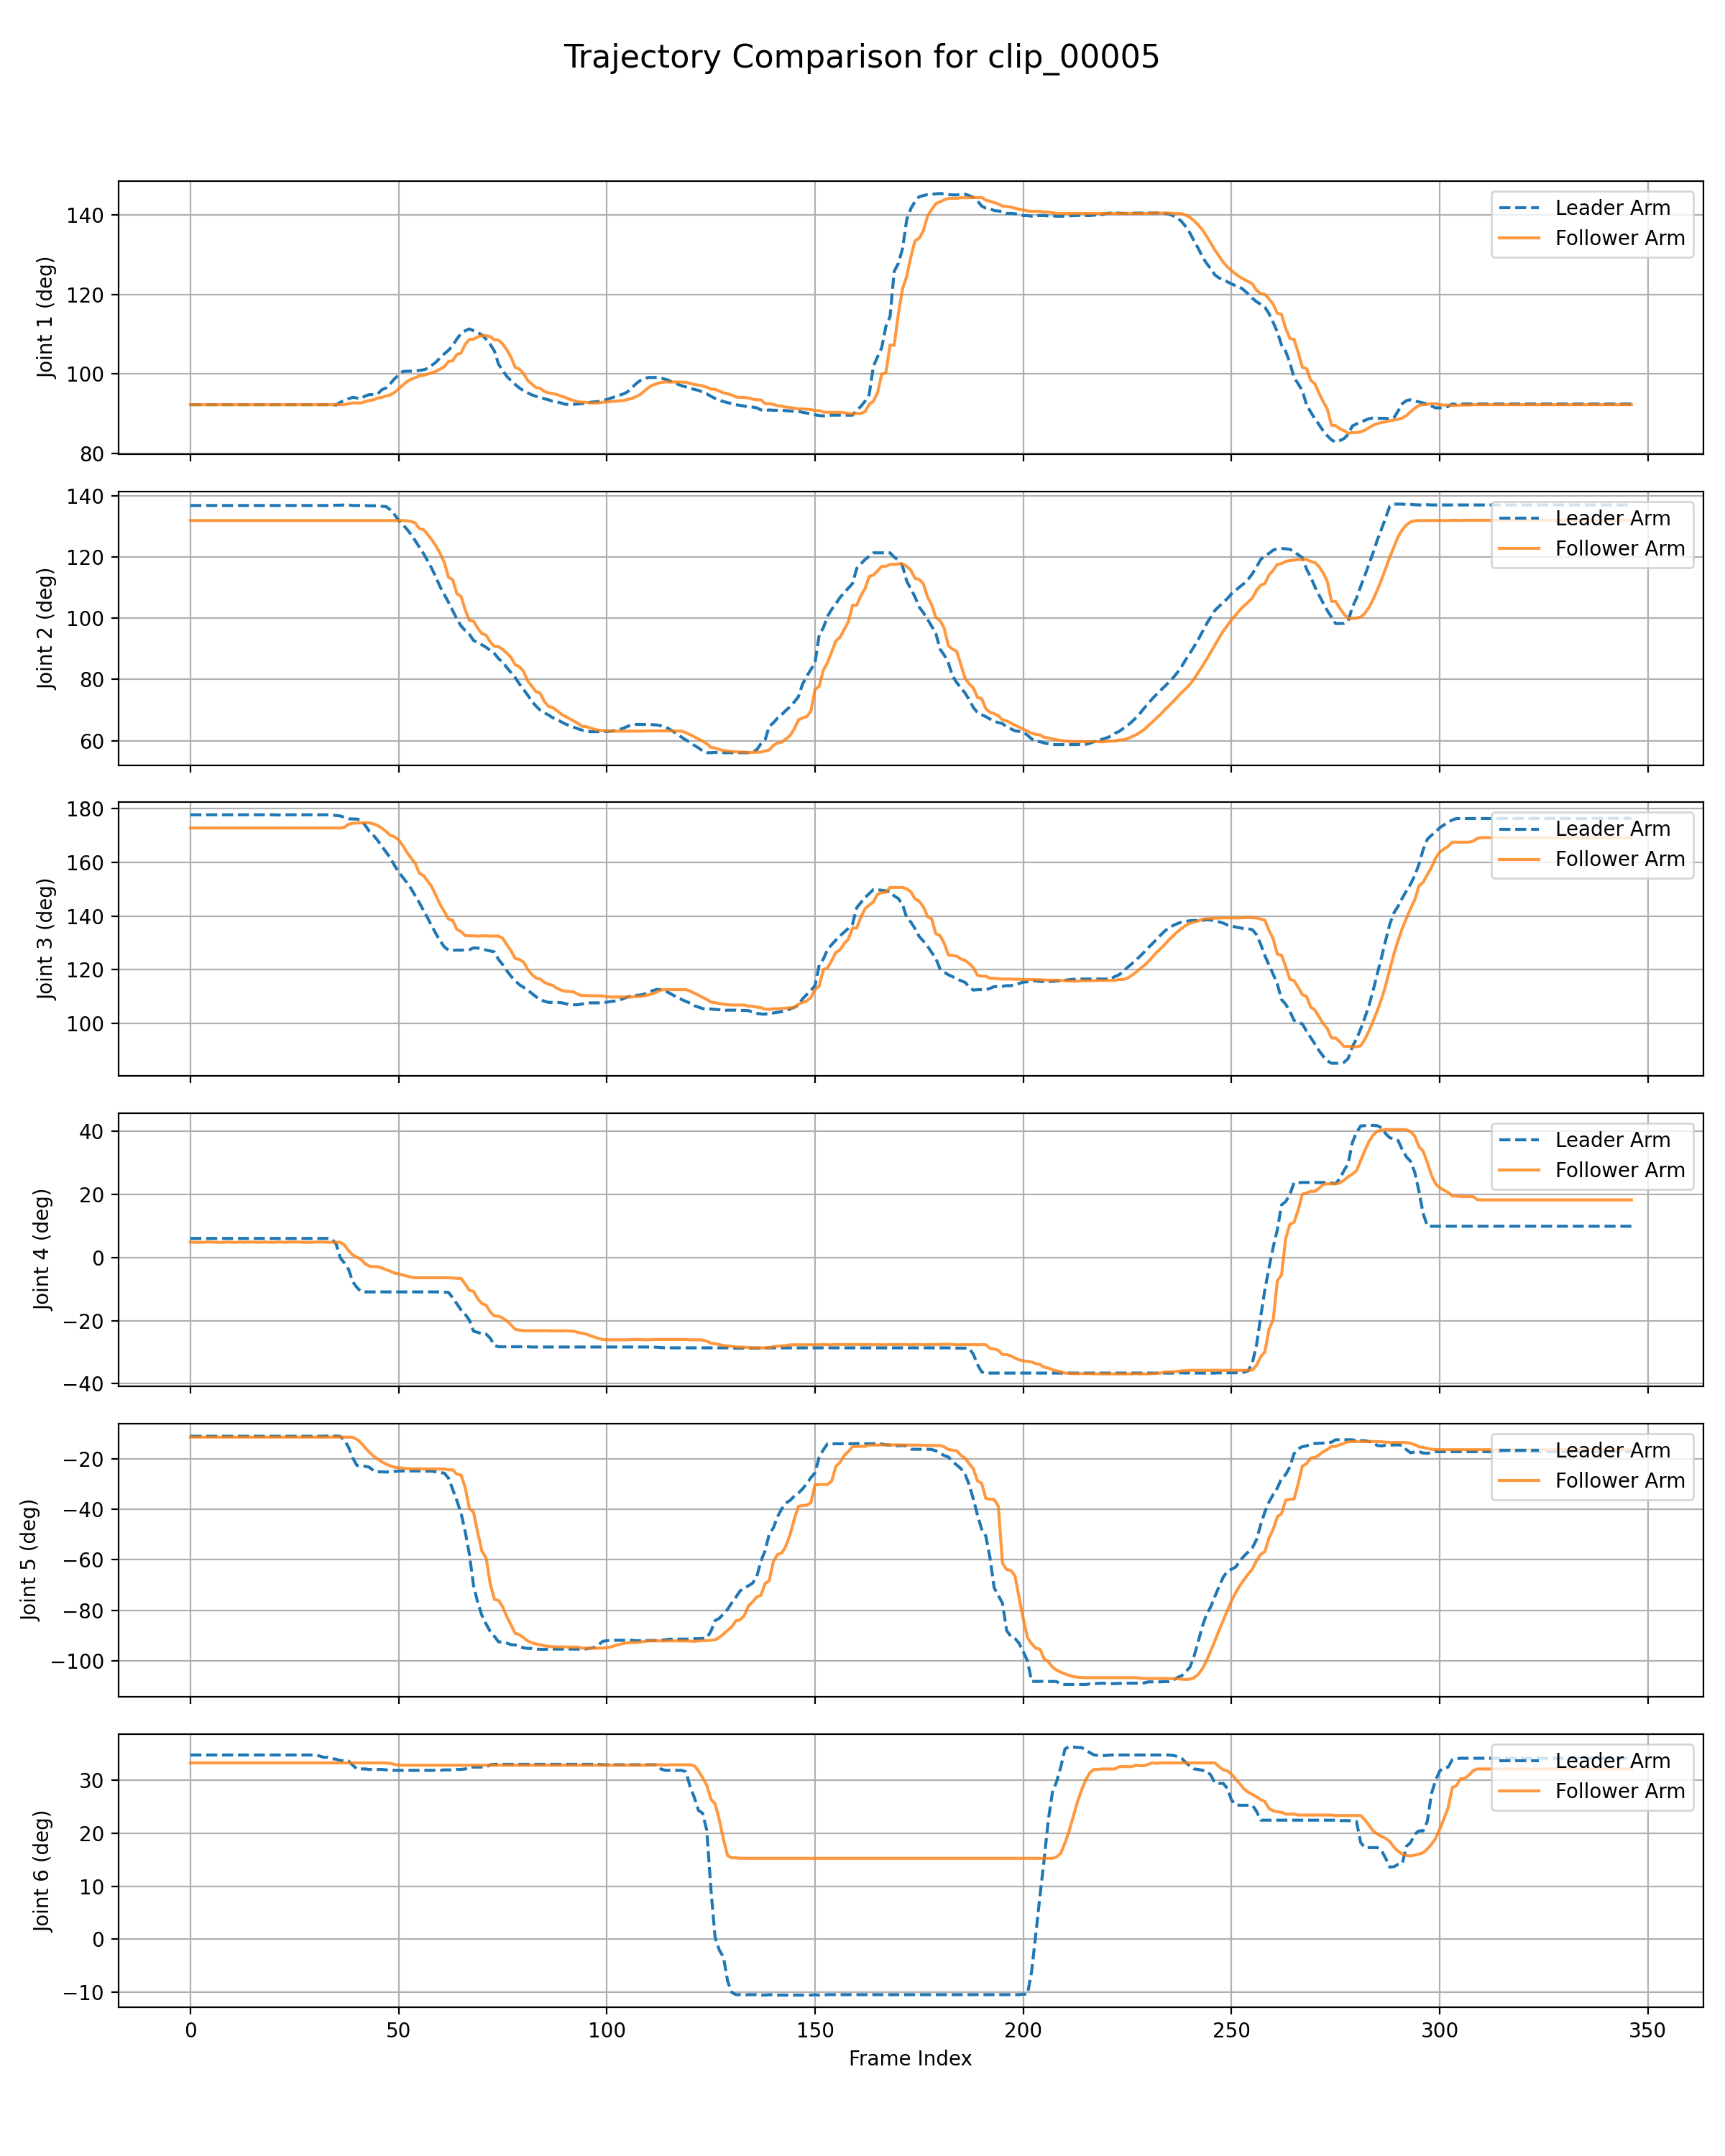 Trajectory Comparison for clip_00005
Joint 1 (deg)
140
120
100
80
Leader Arm
Follower Arm
Joint 2 (deg)
140
120
100
80
60
Leader Arm
Follower Arm
Joint 3 (deg)
180
160
140
120
100
Leader Arm
Follower Arm
Joint 4 (deg)
40
20
0
−20
−40
Leader Arm
Follower Arm
Joint 5 (deg)
−20
−40
−60
−80
−100
Leader Arm
Follower Arm
Joint 6 (deg)
30
20
10
0
−10
Leader Arm
Follower Arm
0 50 100 150 200 250 300 350
Frame Index